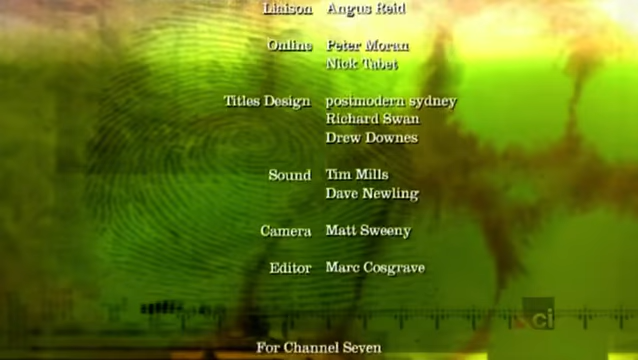 Liaison Angus Reid
Online Peter Moran
Nick Tabet
Titles Design postmodern sydney
Richard Swan
Drew Downes
Sound Tim Mills
Dave Newling
Camera Matt Sweeny
Editor Marc Cosgrave
ci
For Channel Seven